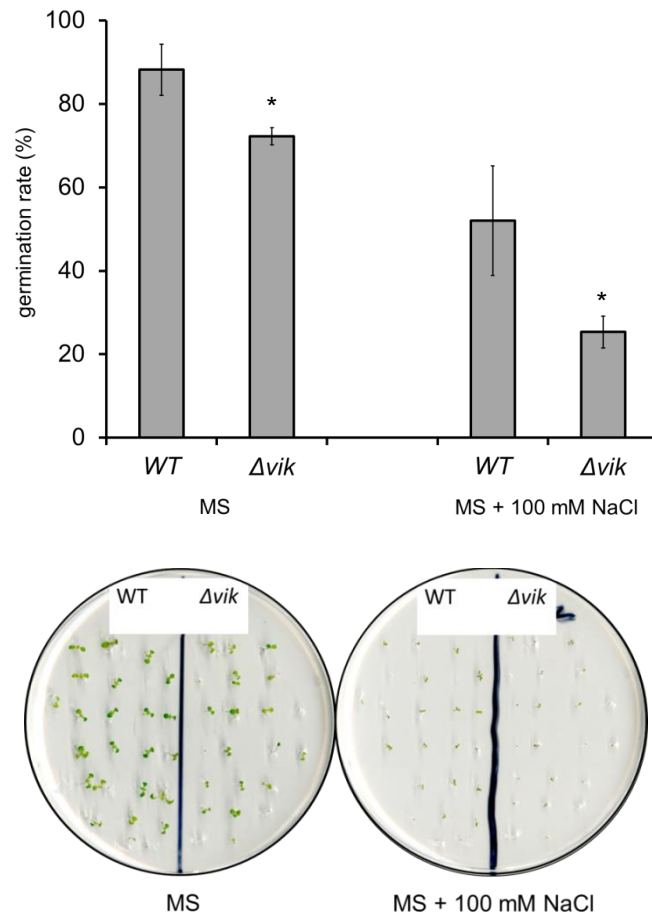 100
80
60
40
20
0
germination rate (%)
*
*
WT Δvik WT Δvik
MS MS + 100 mM NaCl
WT Δvik WT Δvik
MS MS + 100 mM NaCl